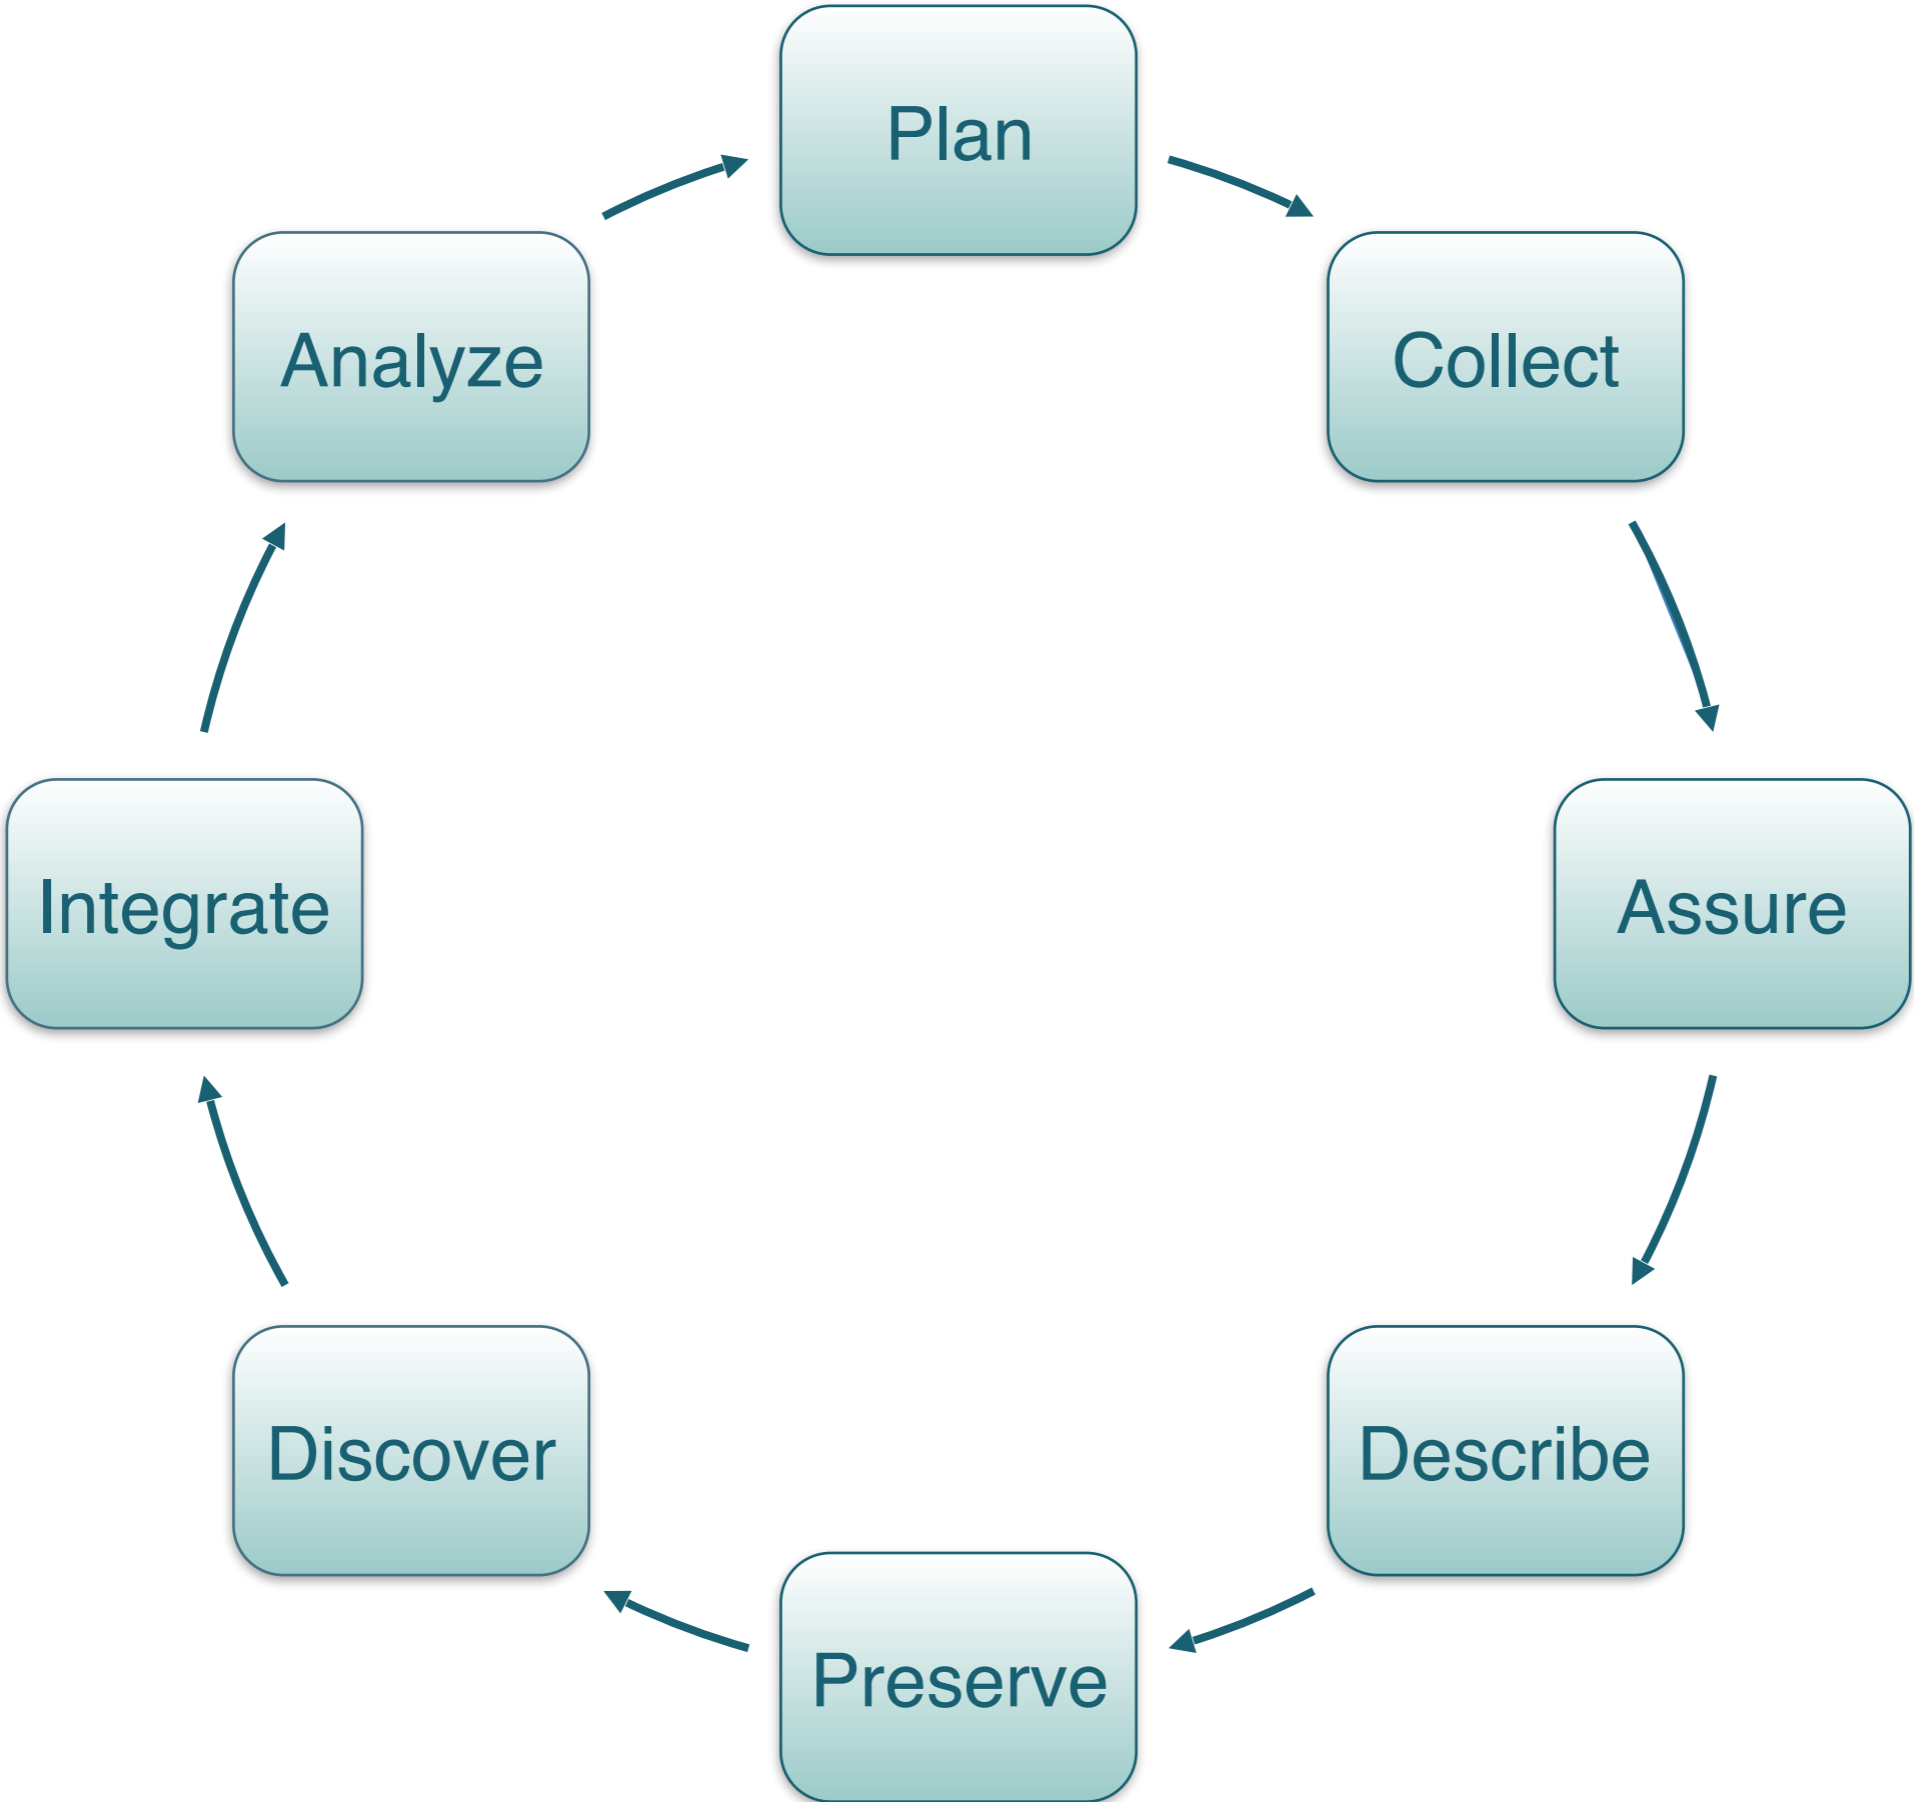 Plan
Collect
Assure
Describe
Preserve
Discover
Integrate
Analyze